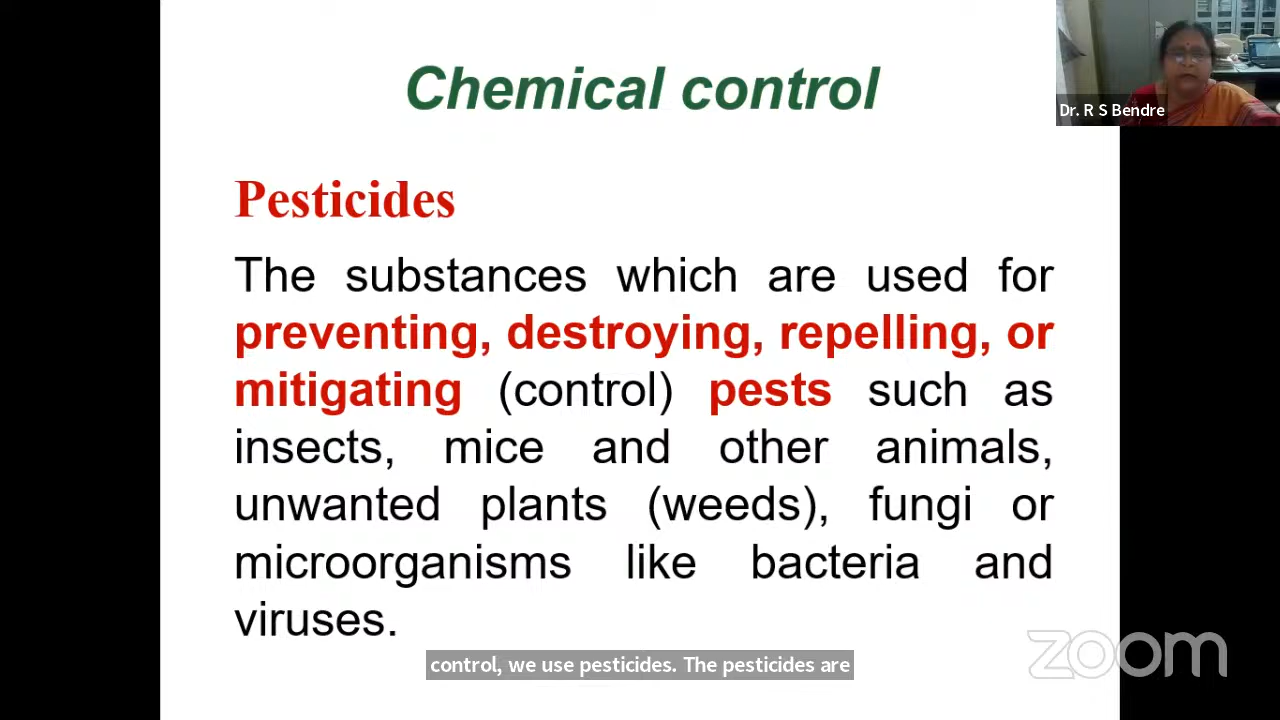 Chemical control
Dr. R S Bendre
Pesticides
The substances which are used for
preventing, destroying, repelling, or
mitigating (control) pests such as
insects, mice and other animals,
unwanted plants (weeds), fungi or
microorganisms like bacteria and
viruses.
zoom
control, we use pesticides. The pesticides are